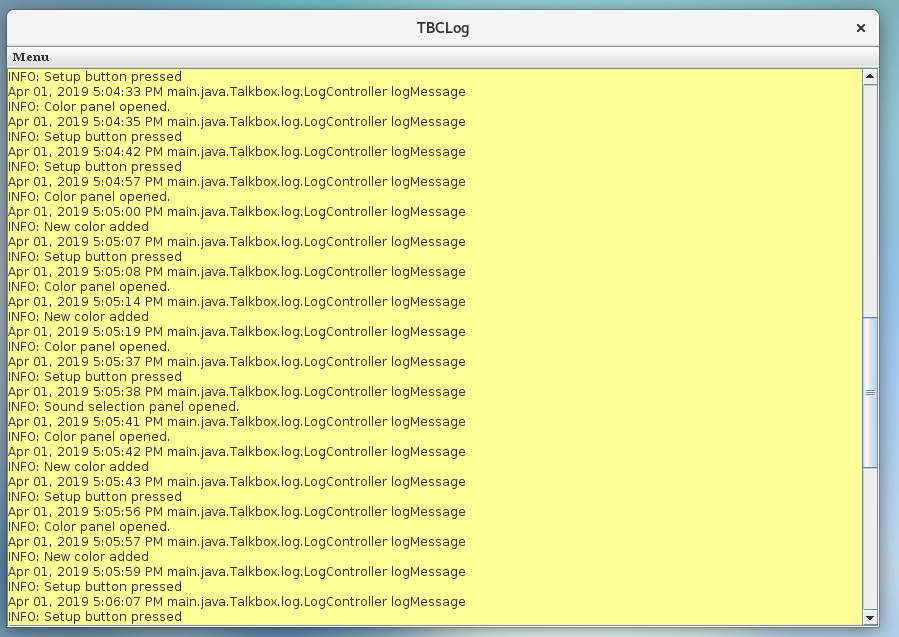 TBCLog
Menu
INFO: Setup button pressed
Apr 01, 2019 5:04:33 PM main.java.Talkbox.log.LogController logMessage
INFO: Color panel opened.
Apr 01, 2019 5:04:35 PM main.java.Talkbox.log.LogController logMessage
INFO: Setup button pressed
Apr 01, 2019 5:04:42 PM main.java.Talkbox.log.LogController logMessage
INFO: Setup button pressed
Apr 01, 2019 5:04:57 PM main.java.Talkbox.log.LogController logMessage
INFO: Color panel opened.
Apr 01, 2019 5:05:00 PM main.java.Talkbox.log.LogController logMessage
INFO: New color added
Apr 01, 2019 5:05:07 PM main.java.Talkbox.log.LogController logMessage
INFO: Setup button pressed
Apr 01, 2019 5:05:08 PM main.java.Talkbox.log.LogController logMessage
INFO: Color panel opened.
Apr 01, 2019 5:05:14 PM main.java.Talkbox.log.LogController logMessage
INFO: New color added
Apr 01, 2019 5:05:19 PM main.java.Talkbox.log.LogController logMessage
INFO: Color panel opened.
Apr 01, 2019 5:05:37 PM main.java.Talkbox.log.LogController logMessage
INFO: Setup button pressed
Apr 01, 2019 5:05:38 PM main.java.Talkbox.log.LogController logMessage
INFO: Sound selection panel opened.
Apr 01, 2019 5:05:41 PM main.java.Talkbox.log.LogController logMessage
INFO: Color panel opened.
Apr 01, 2019 5:05:42 PM main.java.Talkbox.log.LogController logMessage
INFO: New color added
Apr 01, 2019 5:05:43 PM main.java.Talkbox.log.LogController logMessage
INFO: Setup button pressed
Apr 01, 2019 5:05:56 PM main.java.Talkbox.log.LogController logMessage
INFO: Color panel opened.
Apr 01, 2019 5:05:57 PM main.java.Talkbox.log.LogController logMessage
INFO: New color added
Apr 01, 2019 5:05:59 PM main.java.Talkbox.log.LogController logMessage
INFO: Setup button pressed
Apr 01, 2019 5:06:07 PM main.java.Talkbox.log.LogController logMessage
INFO: Setup button pressed